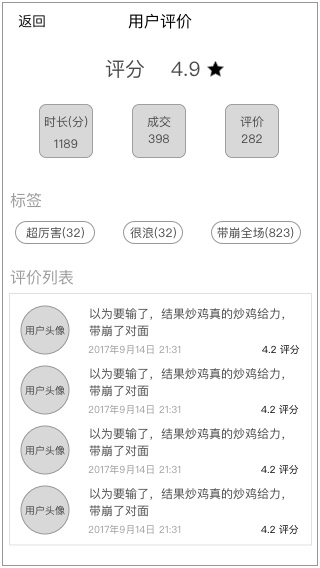 返回
用户评价
评分 4.9
时长(分)
1189
成交
398
评价
282
标签
超厉害(32)
很浪(32)
带崩全场(823)
评价列表
用户头像
以为要输了，结果炒鸡真的炒鸡给力，
带崩了对面
2017年9月14日 21:31
4.2 评分
用户头像
以为要输了，结果炒鸡真的炒鸡给力，
带崩了对面
2017年9月14日 21:31
4.2 评分
用户头像
以为要输了，结果炒鸡真的炒鸡给力，
带崩了对面
2017年9月14日 21:31
4.2 评分
用户头像
以为要输了，结果炒鸡真的炒鸡给力，
带崩了对面
2017年9月14日 21:31
4.2 评分